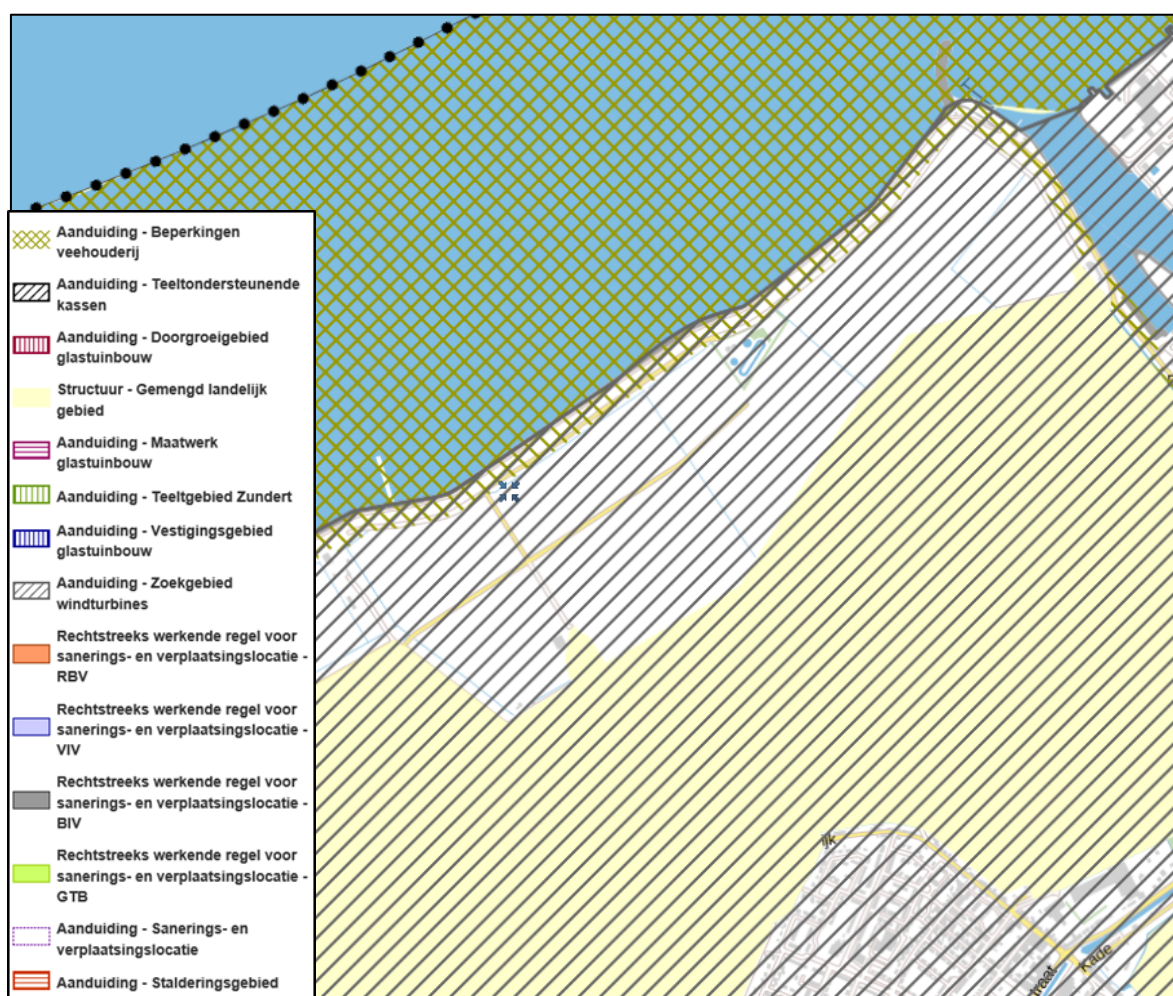 Aanduiding - Beperkingen
veehouderij
Aanduiding - Teeltondersteunende
kassen
Aanduiding - Doorgroeigebied
glastuinbouw
Structuur - Gemengd landelijk
gebied
Aanduiding - Maatwerk
glastuinbouw
Aanduiding - Teeltgebied Zundert
Aanduiding - Vestigingsgebied
glastuinbouw
Aanduiding - Zoekgebied
windturbines
Rechtstreeks werkende regel voor
sanerings- en verplaatsingslocatie -
RBV
Rechtstreeks werkende regel voor
sanerings- en verplaatsingslocatie -
VIV
Rechtstreeks werkende regel voor
sanerings- en verplaatsingslocatie -
BIV
Rechtstreeks werkende regel voor
sanerings- en verplaatsingslocatie -
GTB
Aanduiding - Sanerings- en
verplaatsingslocatie
Aanduiding - Stalderingsgebied
ijk
Kade
traat